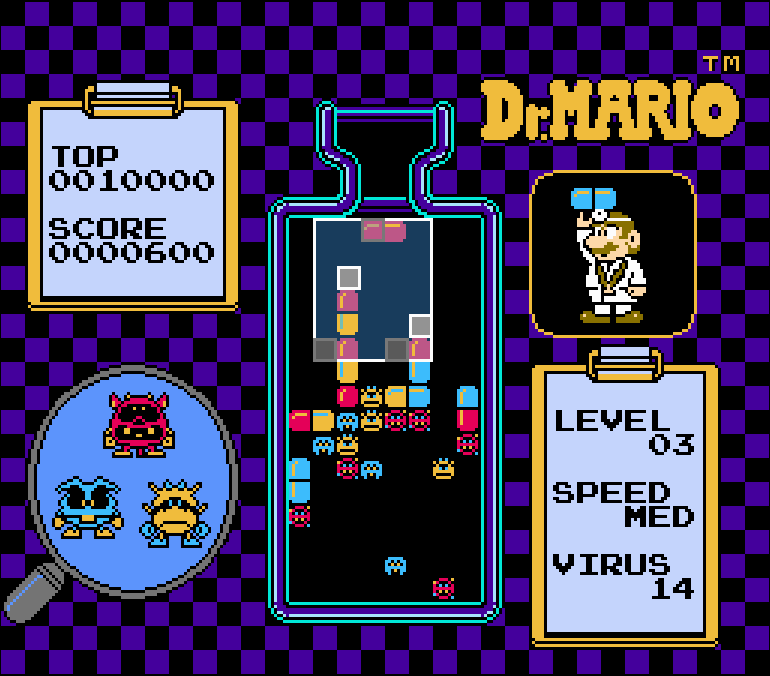 TM
Dr. MARIO
TOP
0010000
SCORE
0000600
LEVEL
03
SPEED
MED
VIRUS
14